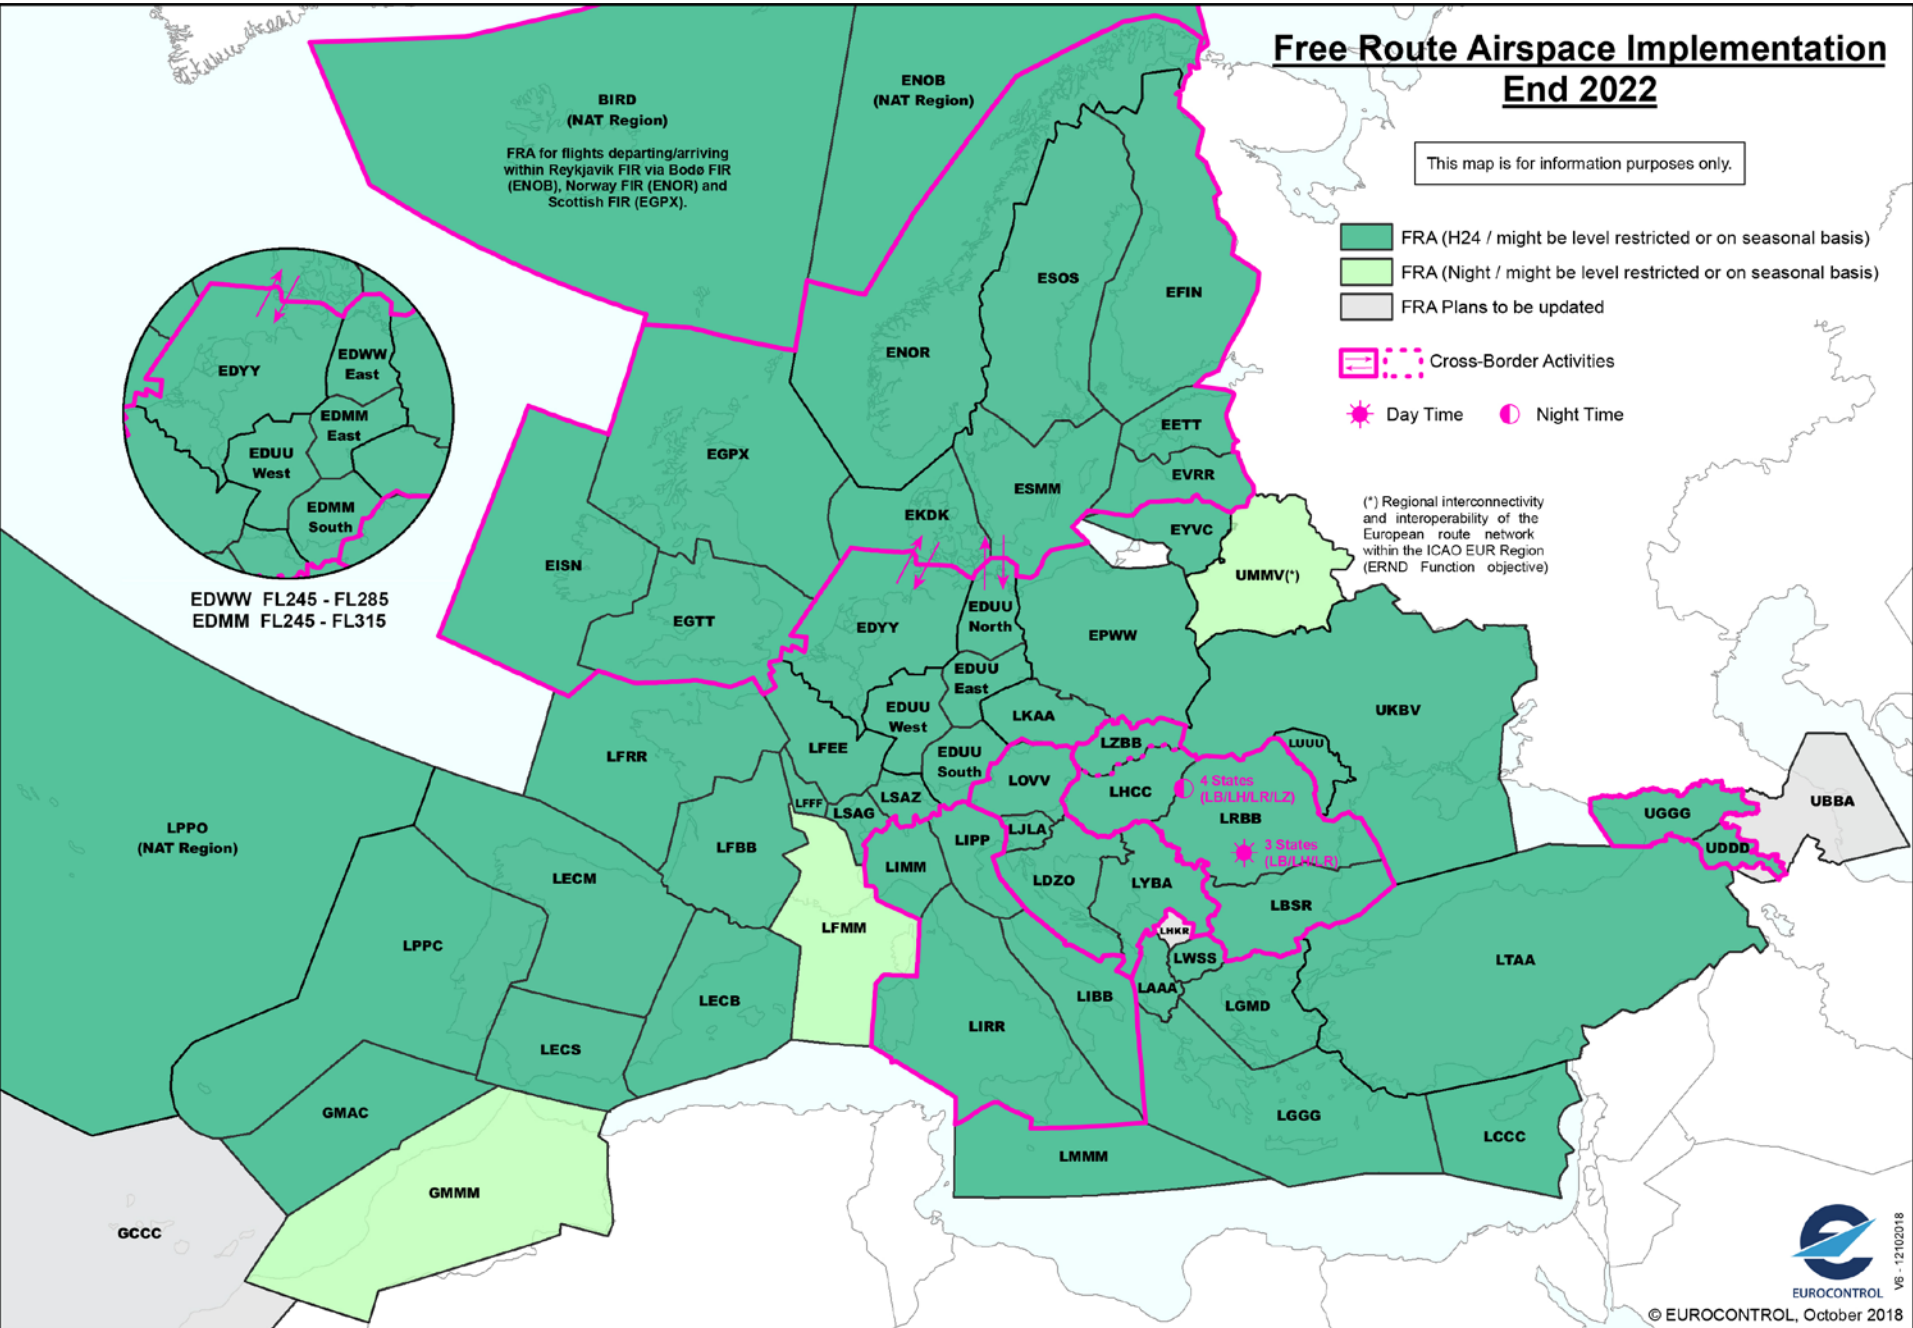 Free Route Airspace Implementation
End 2022
This map is for information purposes only.
FRA (H24 / might be level restricted or on seasonal basis)
FRA (Night / might be level restricted or on seasonal basis)
FRA Plans to be updated
Cross-Border Activities
Day Time
Night Time
(*) Regional interconnectivity
and interoperability of the
European route network
within the ICAO EUR Region
(ERND Function objective)
BIRD
(NAT Region)
FRA for flights departing/arriving
within Reykjavik FIR via Bodø FIR
(ENOB), Norway FIR (ENOR) and
Scottish FIR (EGPX).
ENOB
(NAT Region)
EDYY
EDWW
East
EDMM
East
EDUU
West
EDMM
South
EDWW FL245 - FL285
EDMM FL245 - FL315
ESOS
EFIN
ENOR
EETT
EVRR
EGPX
ESMM
EKDK
EYVC
EISN
UMMV(*)
EGTT
EDYY
EDUU
North
EPWW
EDUU
East
EDUU
West
LKAA
UKBV
LFRR
LFEE
EDUU
South
LZBB
LUUU
LOVV
LHCC
4 States
(LB/LH/LR/LZ)
LRBB
3 States
(LB/LH/LR)
LFFF
LSAG
LSAZ
LIPP
LJLA
UGGG
UBBA
UDDD
LPPO
(NAT Region)
LFBB
LIMM
LDZO
LYBA
LBSR
LECM
LPPC
LFMM
LHKR
LWSS
LTAA
LECB
LAAA
LIBB
LGMD
LIRR
LECS
GMAC
LGGG
LCCC
LMMM
GMMM
GCCC
EUROCONTROL
V6 - 12102018
© EUROCONTROL, October 2018